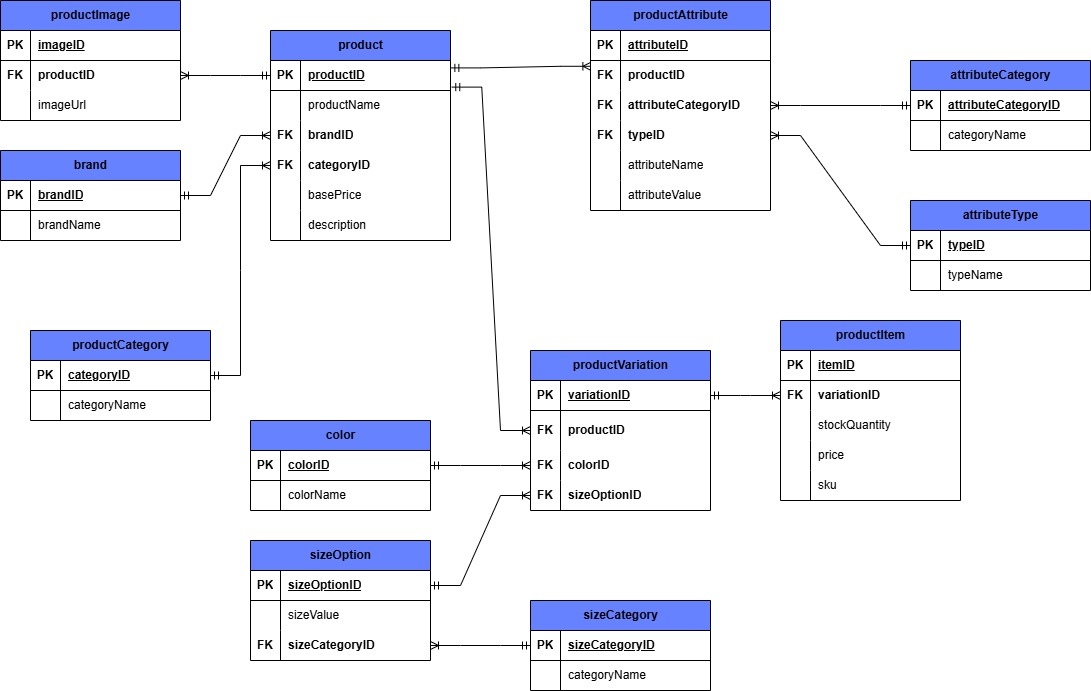 productImage
PK imageID
FK productID
imageUrl
brand
PK brandID
brandName
product
PK productID
productName
FK brandID
FK categoryID
basePrice
description
productAttribute
PK attributeID
FK productID
FK attributeCategoryID
FK typeID
attributeName
attributeValue
attributeCategory
PK attributeCategoryID
categoryName
attributeType
PK typeID
typeName
productCategory
PK categoryID
categoryName
color
PK colorID
colorName
productVariation
PK variationID
FK productID
FK colorID
FK sizeOptionID
productItem
PK itemID
FK variationID
stockQuantity
price
sku
sizeOption
PK sizeOptionID
sizeValue
FK sizeCategoryID
sizeCategory
PK sizeCategoryID
categoryName